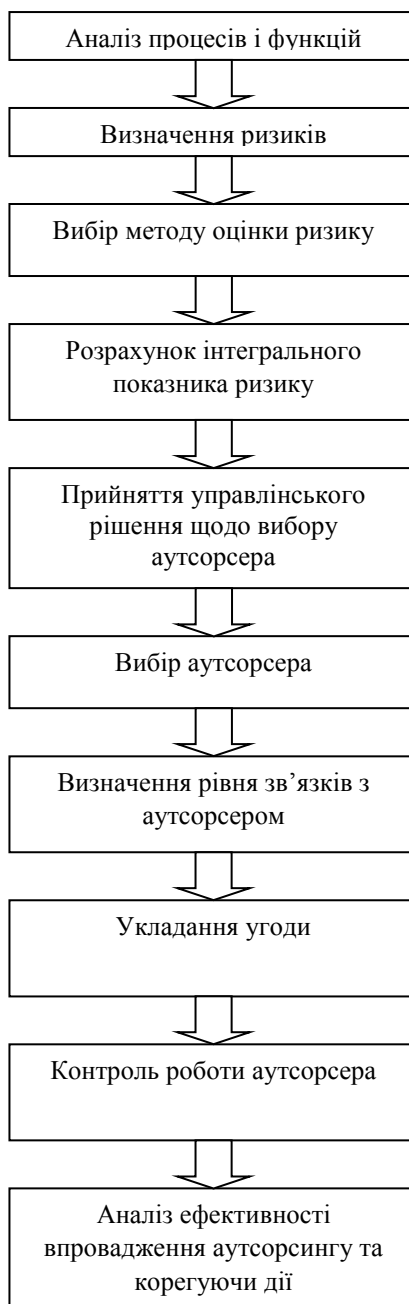 Аналіз процесів і функцій
Визначення ризиків
Вибір методу оцінки ризику
Розрахунок інтегрального
показника ризику
Прийняття управлінського
рішення щодо вибору
аутсорсера
Вибір аутсорсера
Визначення рівня зв’язків з
аутсорсером
Укладання угоди
Контроль роботи аутсорсера
Аналіз ефективності
впровадження аутсорсингу та
корегуючи дії